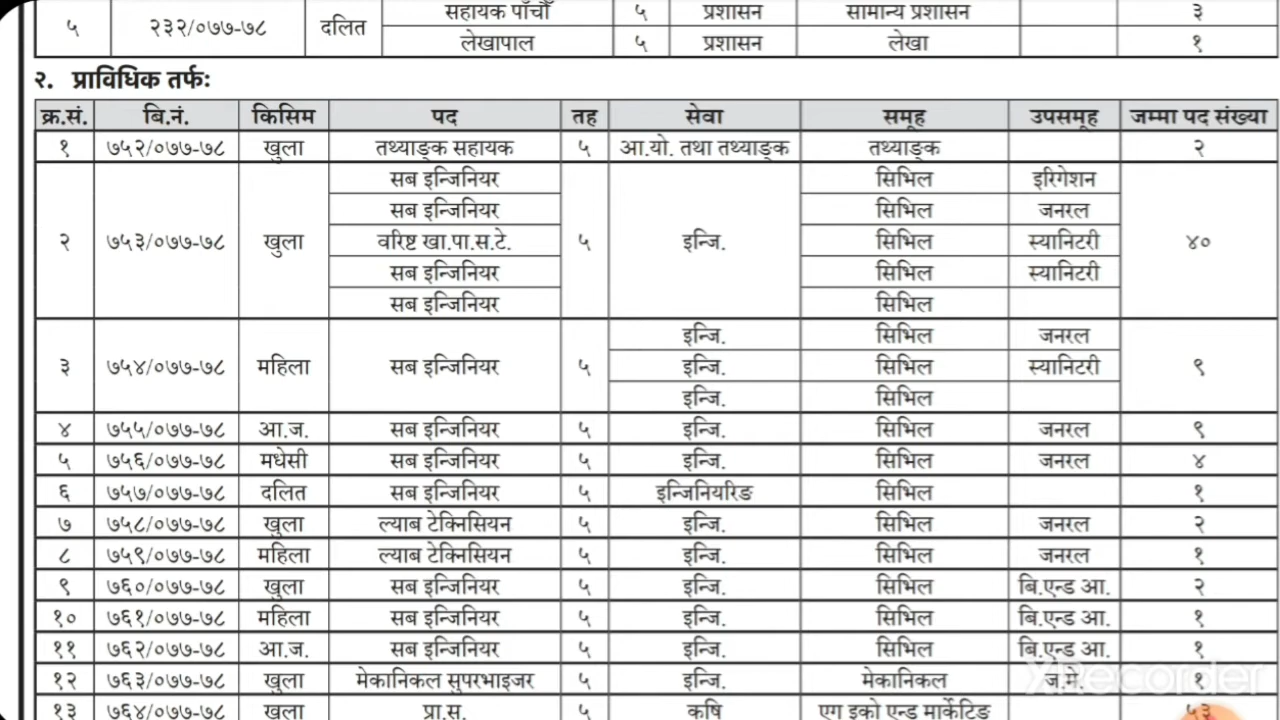 सहायक पाँचौं ५ प्रशासन सामान्य प्रशासन ३
५ २३२/०७७-७८ दलित
लेखापाल ५ प्रशासन लेखा १
२. प्राविधिक तर्फः
क्र.सं. बि.नं. किसिम पद तह सेवा समूह उपसमूह जम्मा पद संख्या
१ ७५२/०७७-७८ खुला तथ्याङ्क सहायक ५ आ.यो. तथा तथ्याङ्क तथ्याङ्क २
सब इन्जिनियर सिभिल इरिगेशन
सब इन्जिनियर सिभिल जनरल
२ ७५३/०७७-७८ खुला वरिष्ट खा.पा.स.टे. ५ इन्जि. सिभिल स्यानिटरी ४०
सब इन्जिनियर सिभिल स्यानिटरी
सब इन्जिनियर सिभिल
इन्जि. सिभिल जनरल
३ ७५४/०७७-७८ महिला सब इन्जिनियर ५ इन्जि. सिभिल स्यानिटरी ९
इन्जि. सिभिल
४ ७५५/०७७-७८ आ.ज. सब इन्जिनियर ५ इन्जि. सिभिल जनरल ९
५ ७५६/०७७-७८ मधेसी सब इन्जिनियर ५ इन्जि. सिभिल जनरल ४
६ ७५७/०७७-७८ दलित सब इन्जिनियर ५ इन्जिनियरिङ सिभिल १
७ ७५८/०७७-७८ खुला ल्याब टेक्निसियन ५ इन्जि. सिभिल जनरल २
८ ७५९/०७७-७८ महिला ल्याब टेक्निसियन ५ इन्जि. सिभिल जनरल १
९ ७६०/०७७-७८ खुला सब इन्जिनियर ५ इन्जि. सिभिल बि.एन्ड आ. २
१० ७६१/०७७-७८ महिला सब इन्जिनियर ५ इन्जि. सिभिल बि.एन्ड आ. १
११ ७६२/०७७-७८ आ.ज. सब इन्जिनियर ५ इन्जि. सिभिल बि.एन्ड आ. १
१२ ७६३/०७७-७८ खुला मेकानिकल सुपरभाइजर ५ इन्जि. मेकानिकल ज.मे. १
XRecorder
१३ ७६४/०७७-७८ खुला प्रा.स. ५ कृषि एग्र इको एन्ड मार्केटिङ ५३